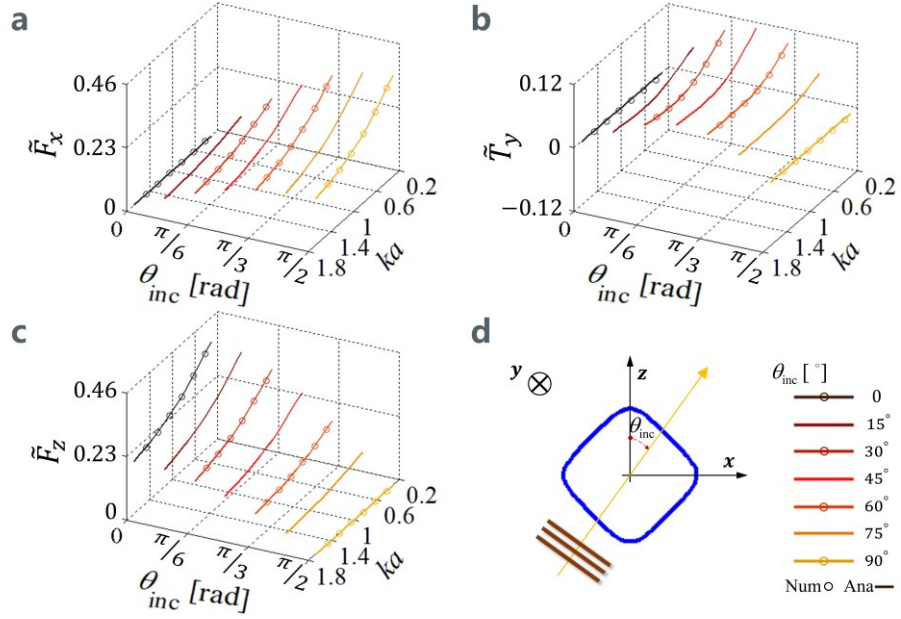 a
0.46
0.23
0
F̃x
0
π/6
π/3
π/2
θinc [rad]
1.8
1.4
1
0.6
0.2
ka
b
0.12
0
−0.12
T̃y
0
π/6
π/3
π/2
θinc [rad]
1.8
1.4
1
0.6
0.2
ka
c
0.46
0.23
0
F̃z
0
π/6
π/3
π/2
θinc [rad]
1.8
1.4
1
0.6
0.2
ka
d
y
z
θinc
x
θinc [°]
0
15°
30°
45°
60°
75°
90°
Num Ana